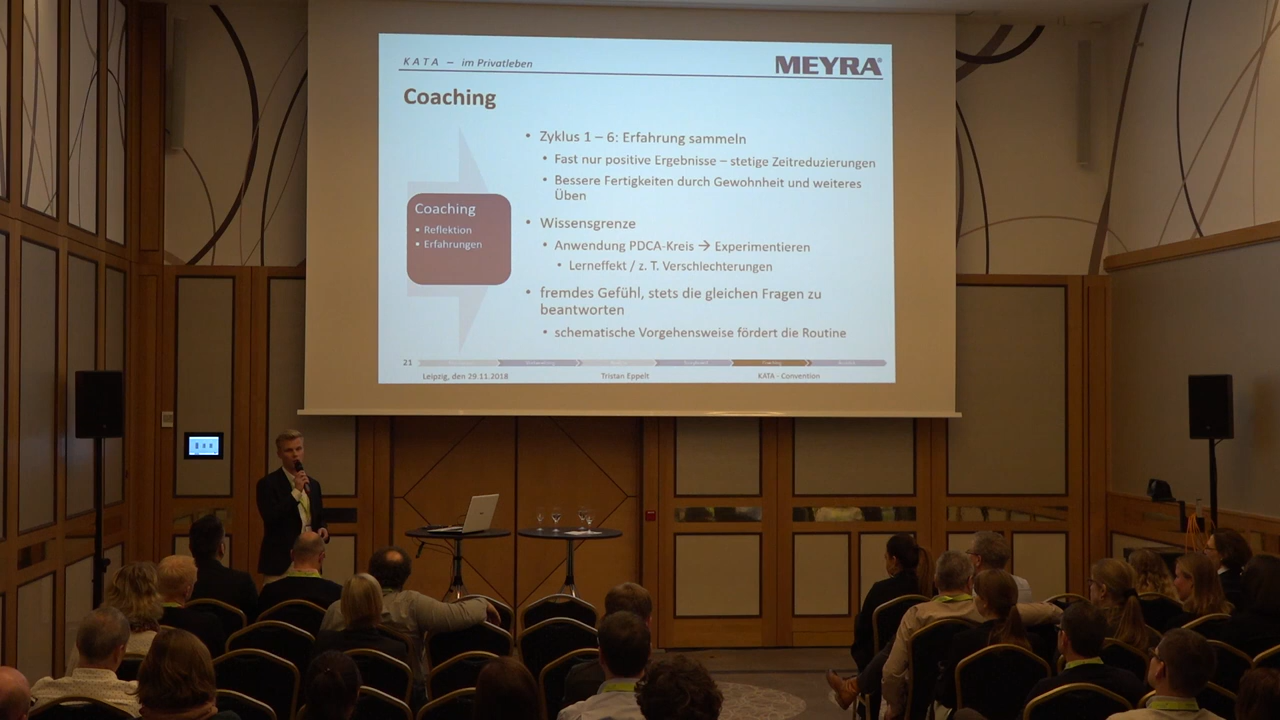 KATA – im Privatleben
MEYRA®
Coaching
• Zyklus 1 – 6: Erfahrung sammeln
• Fast nur positive Ergebnisse – stetige Zeitreduzierungen
• Bessere Fertigkeiten durch Gewohnheit und weiteres
Üben
Coaching
• Reflektion
• Erfahrungen
• Wissensgrenze
• Anwendung PDCA-Kreis → Experimentieren
• Lerneffekt / z. T. Verschlechterungen
• fremdes Gefühl, stets die gleichen Fragen zu
beantworten
• schematische Vorgehensweise fördert die Routine
21
Coaching
Leipzig, den 29.11.2018
Tristan Eppelt
KATA - Convention